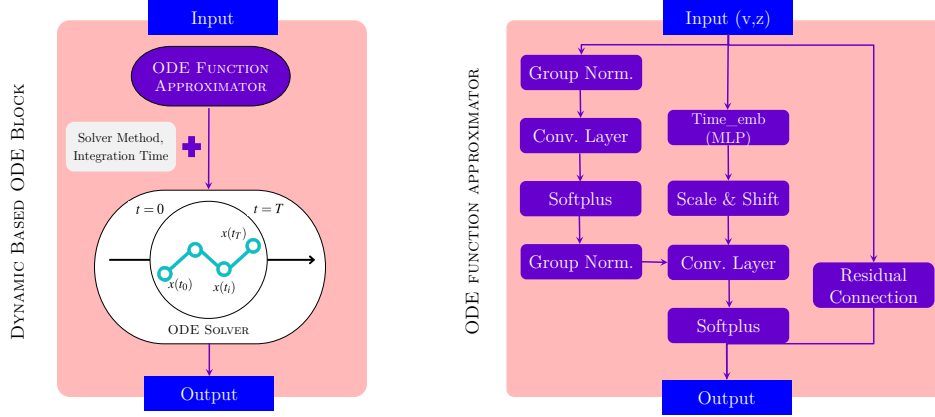 DYNAMIC BASED ODE BLOCK
Input
ODE FUNCTION
APPROXIMATOR
Solver Method,
Integration Time
t = 0
t = T
x(t_T)
x(t_0)
x(t_i)
ODE SOLVER
Output
ODE FUNCTION APPROXIMATOR
Input (v,z)
Group Norm.
Conv. Layer
Softplus
Group Norm.
Time_emb
(MLP)
Scale & Shift
Conv. Layer
Softplus
Residual
Connection
Output